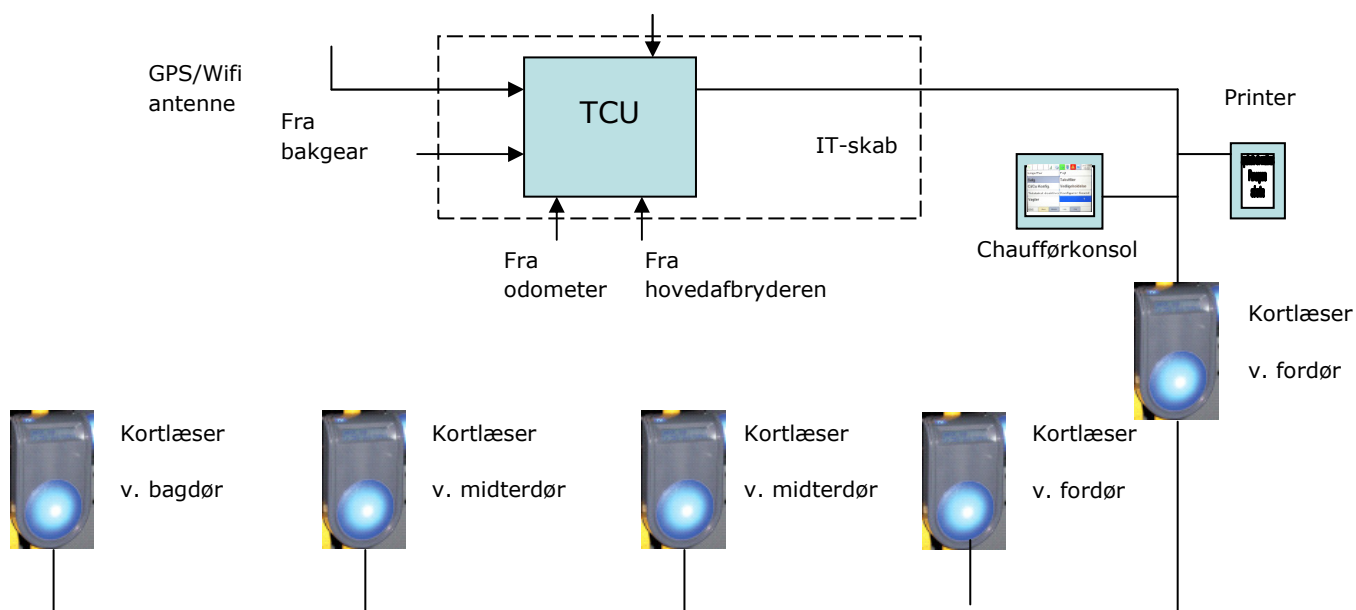 GPS/Wifi
antenne
Fra
bakgear
TCU
IT-skab
Printer
Chaufførkonsol
Fra
odometer
Fra
hovedafbryderen
Kortlæser
v. fordør
Kortlæser
v. bagdør
Kortlæser
v. midterdør
Kortlæser
v. midterdør
Kortlæser
v. fordør